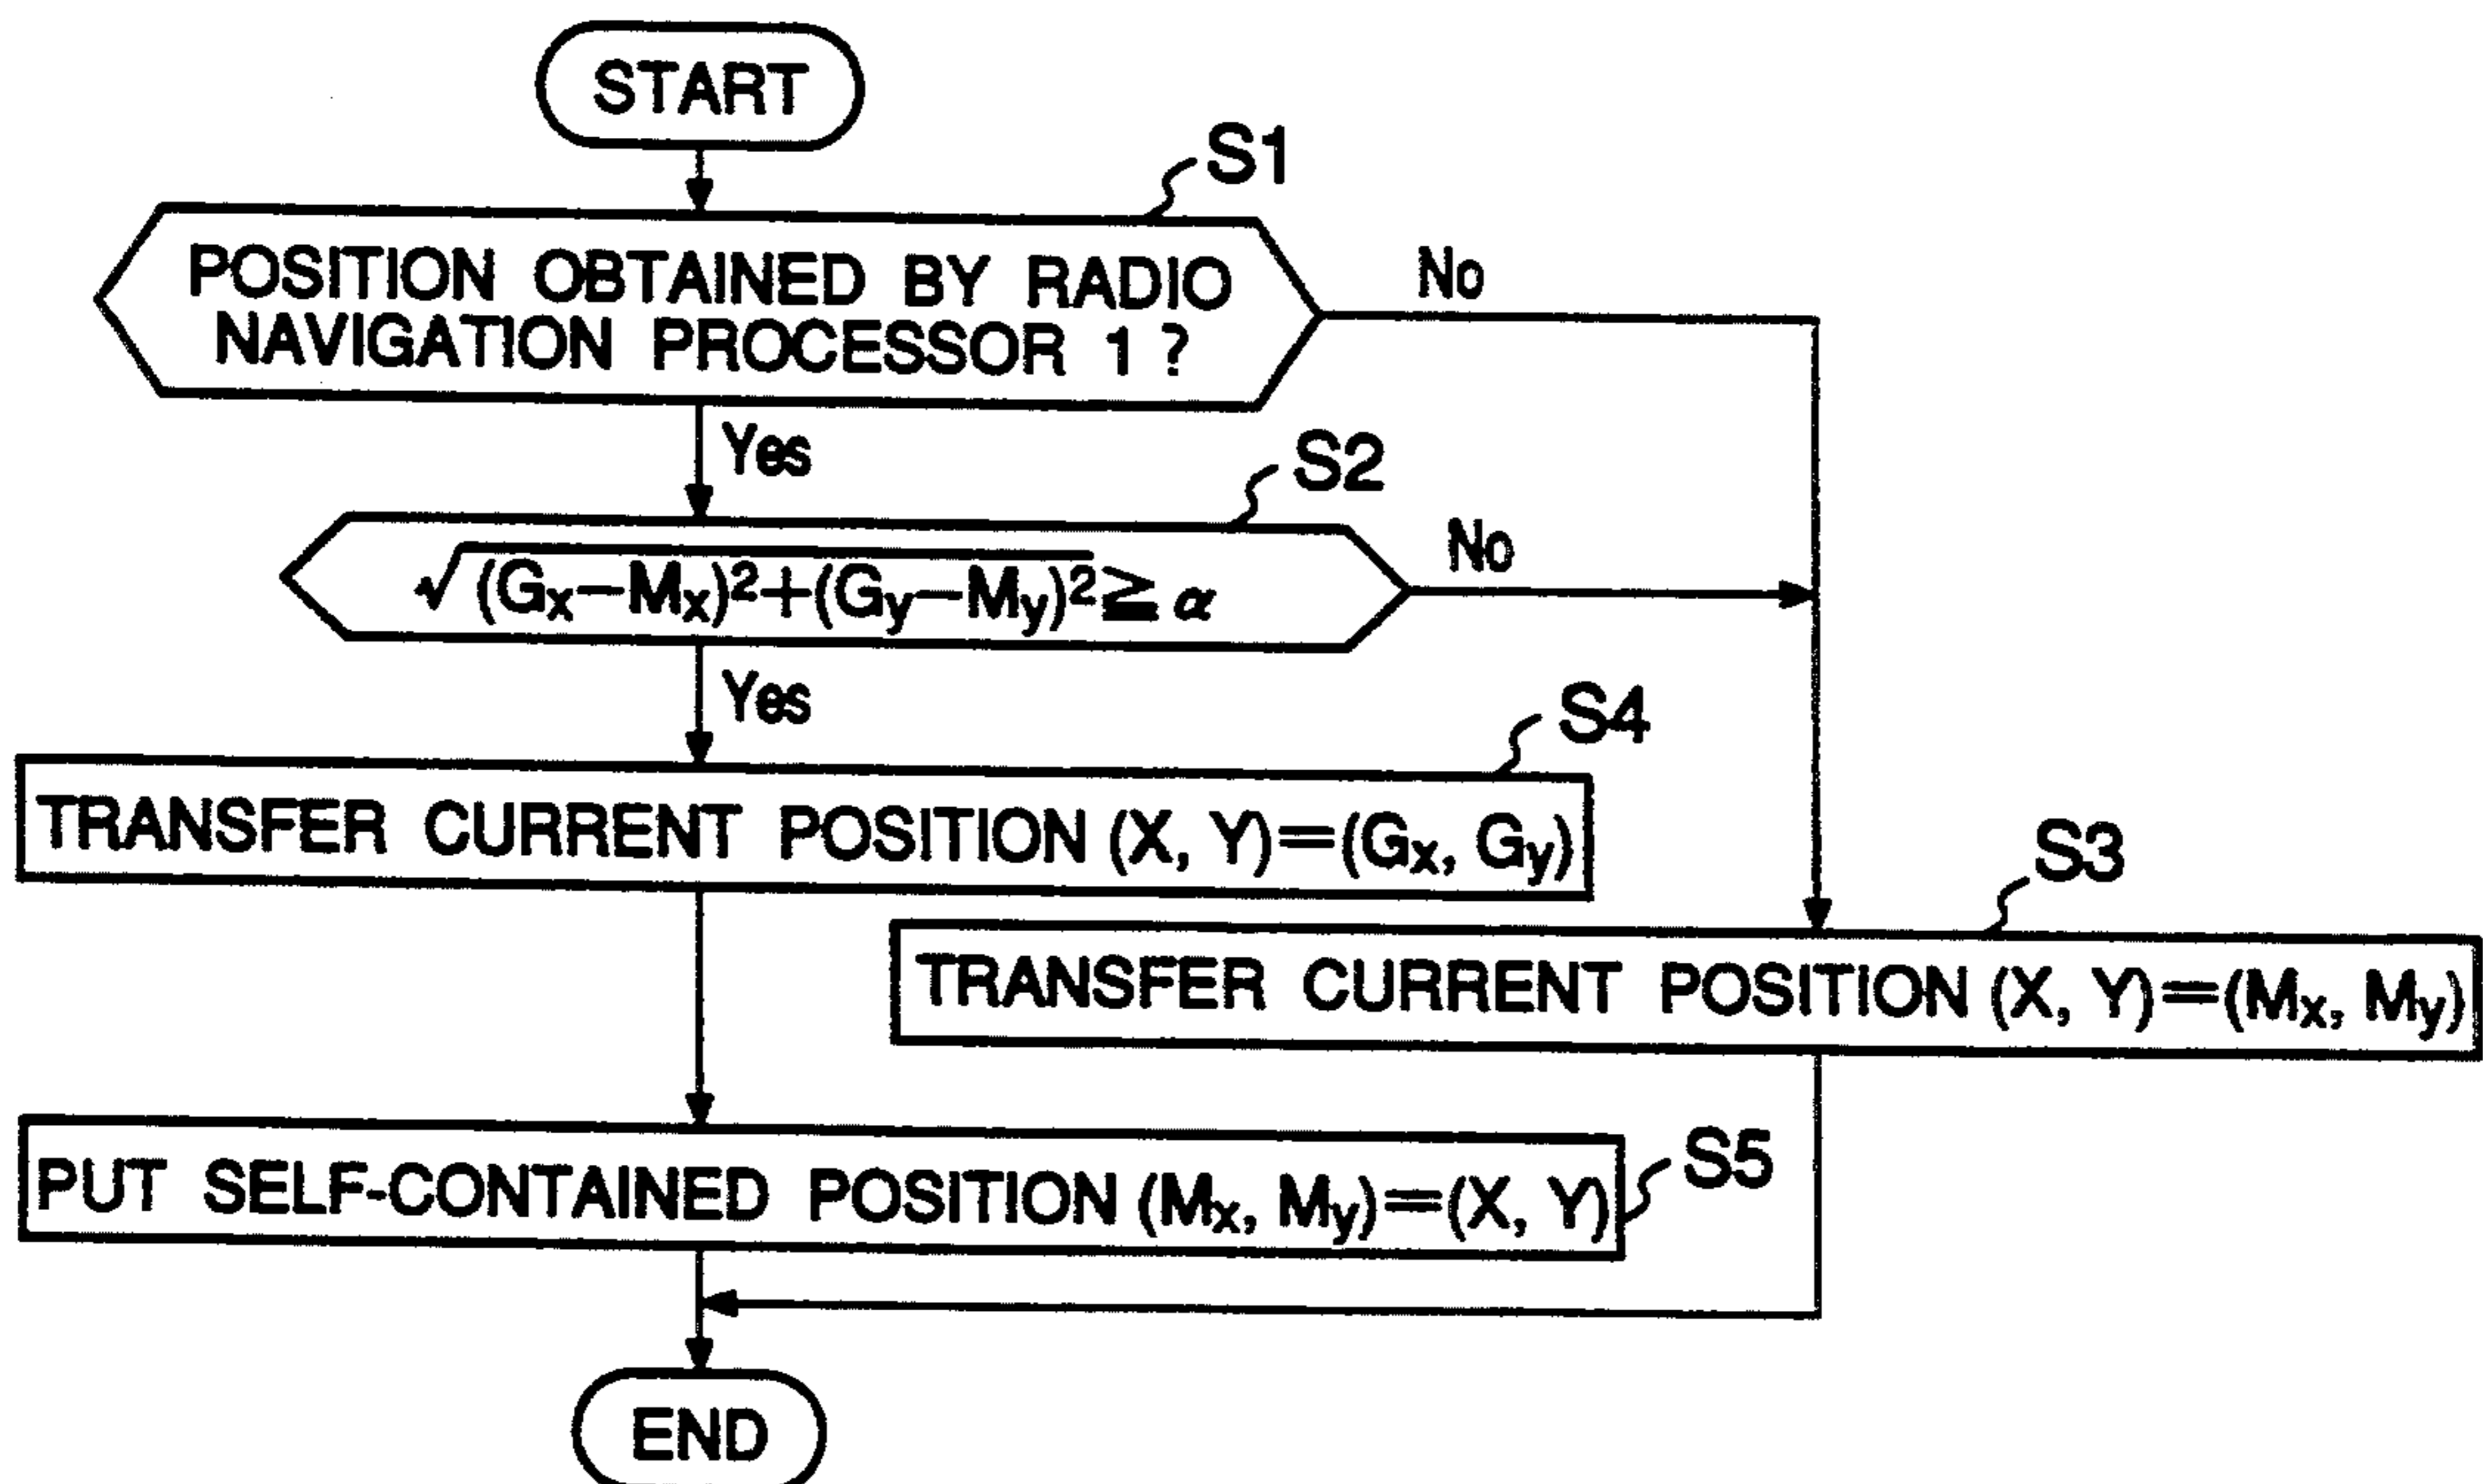 START
S1
POSITION OBTAINED BY RADIO
NAVIGATION PROCESSOR 1 ?
No
Yes
S2
√(Gx−Mx)²+(Gy−My)² ≧ α
No
Yes
S4
TRANSFER CURRENT POSITION (X, Y)=(Gx, Gy)
S3
TRANSFER CURRENT POSITION (X, Y)=(Mx, My)
PUT SELF-CONTAINED POSITION (Mx, My)=(X, Y)
S5
END